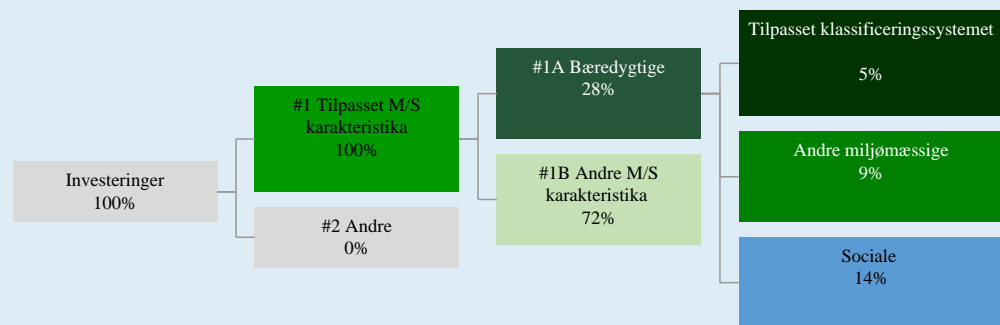 Investeringer
100%
#1 Tilpasset M/S
karakteristika
100%
#2 Andre
0%
#1A Bæredygtige
28%
#1B Andre M/S
karakteristika
72%
Tilpasset klassificeringssystemet
5%
Andre miljømæssige
9%
Sociale
14%